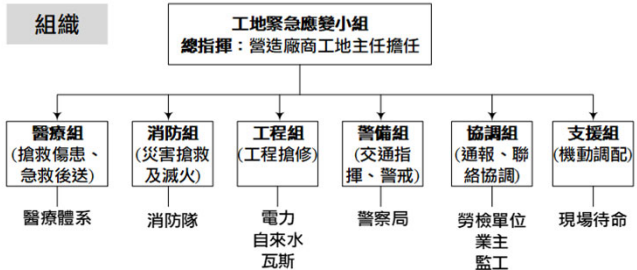 組織
工地緊急應變小組
總指揮：營造廠商工地主任擔任
醫療組
(搶救傷患、
急救後送)
消防組
(災害搶救
及滅火)
工程組
(工程搶修)
警備組
(交通指
揮、警戒)
協調組
(通報、聯
絡協調)
支援組
(機動調配)
醫療體系
消防隊
電力
自來水
瓦斯
警察局
勞檢單位
業主
監工
現場待命